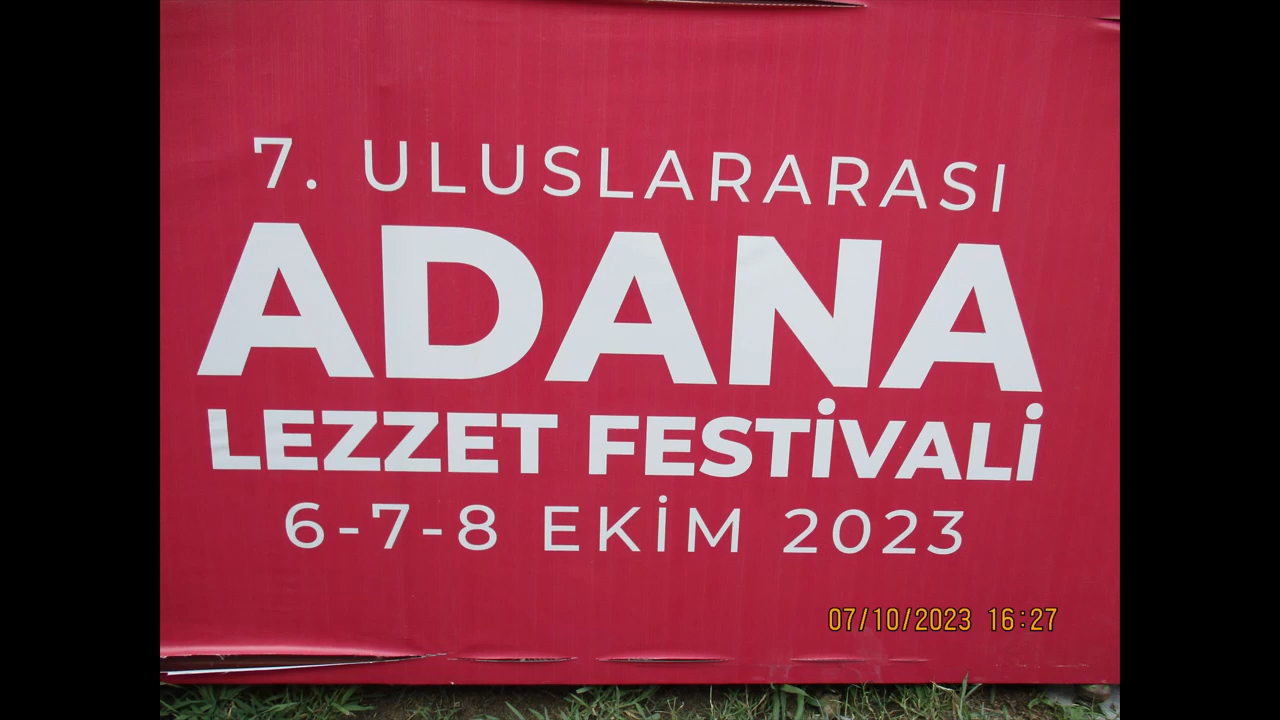 7. ULUSLARARASI
ADANA
LEZZET FESTİVALİ
6-7-8 EKİM 2023
07/10/2023 16:27